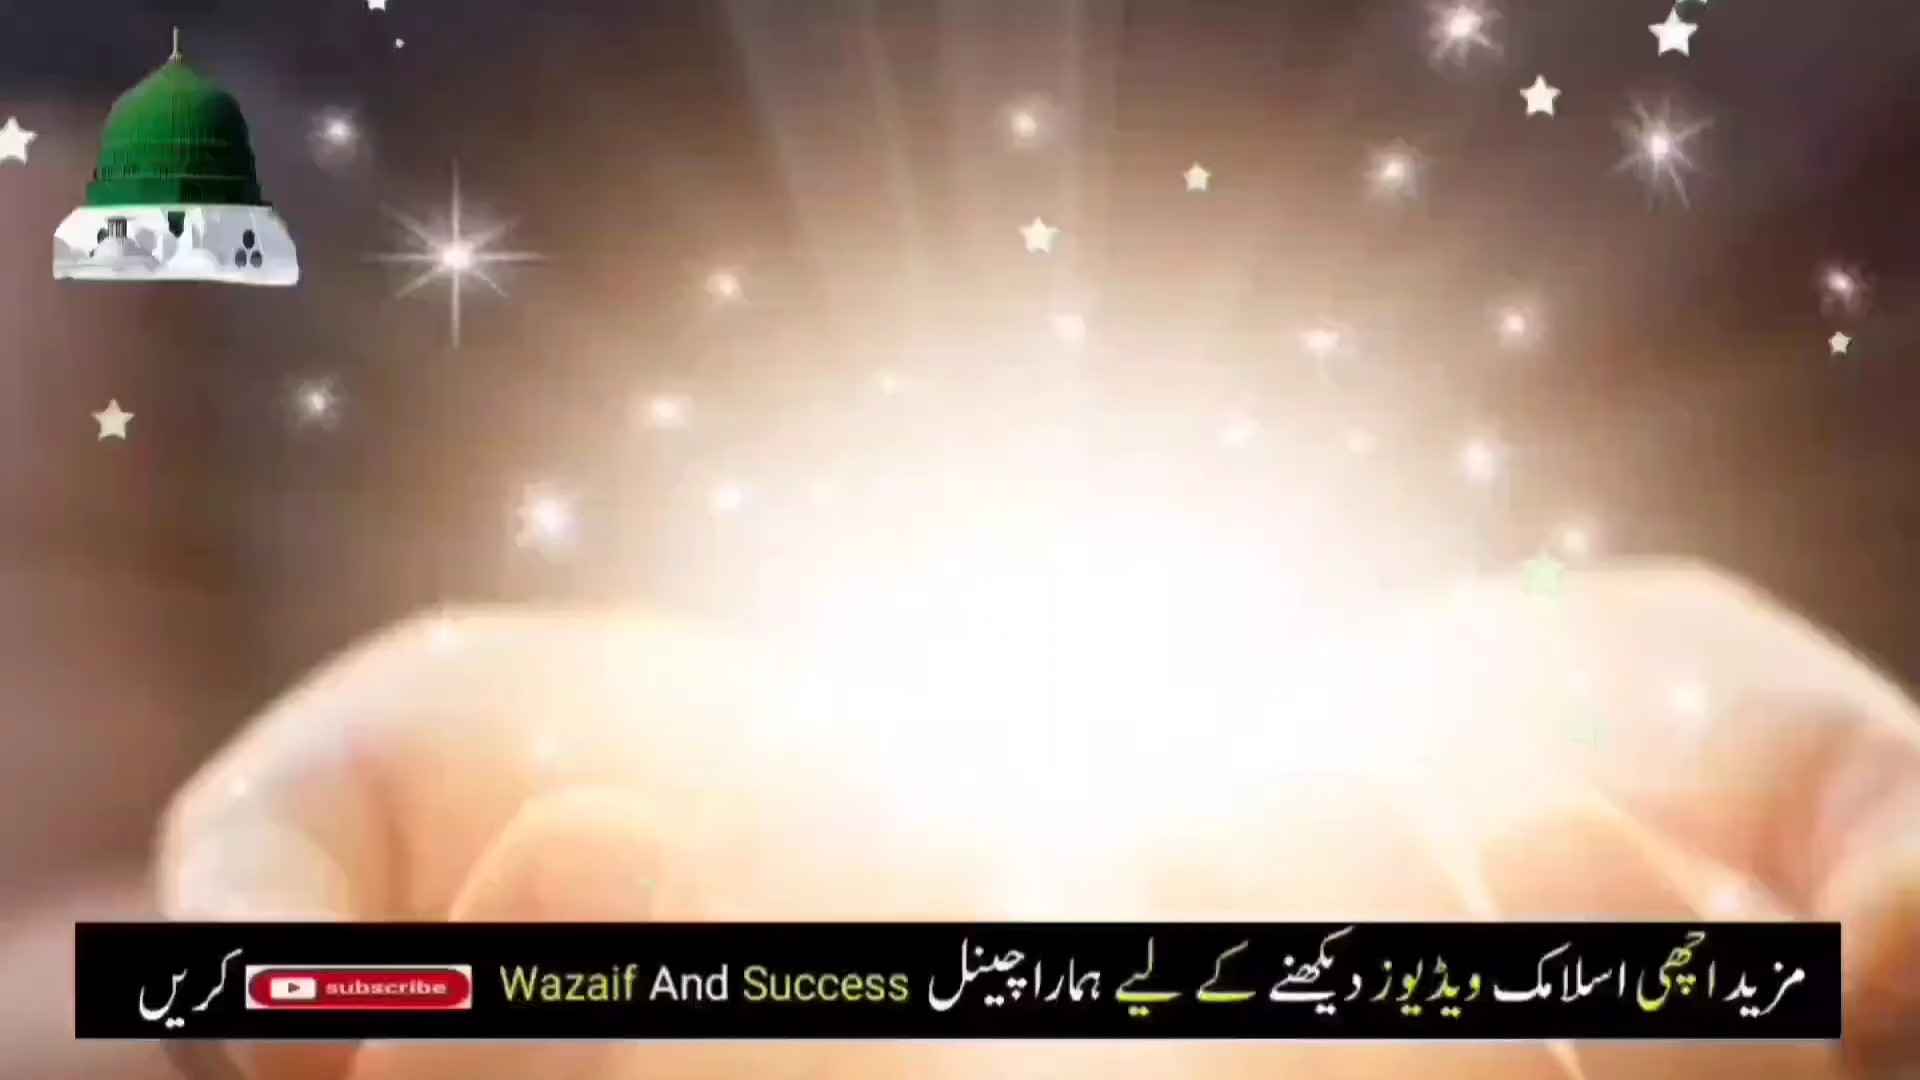 مزید اچھی اسلامک ویڈیوز دیکھنے کے لیے ہمارا چینل Wazaif And Success subscribe کریں